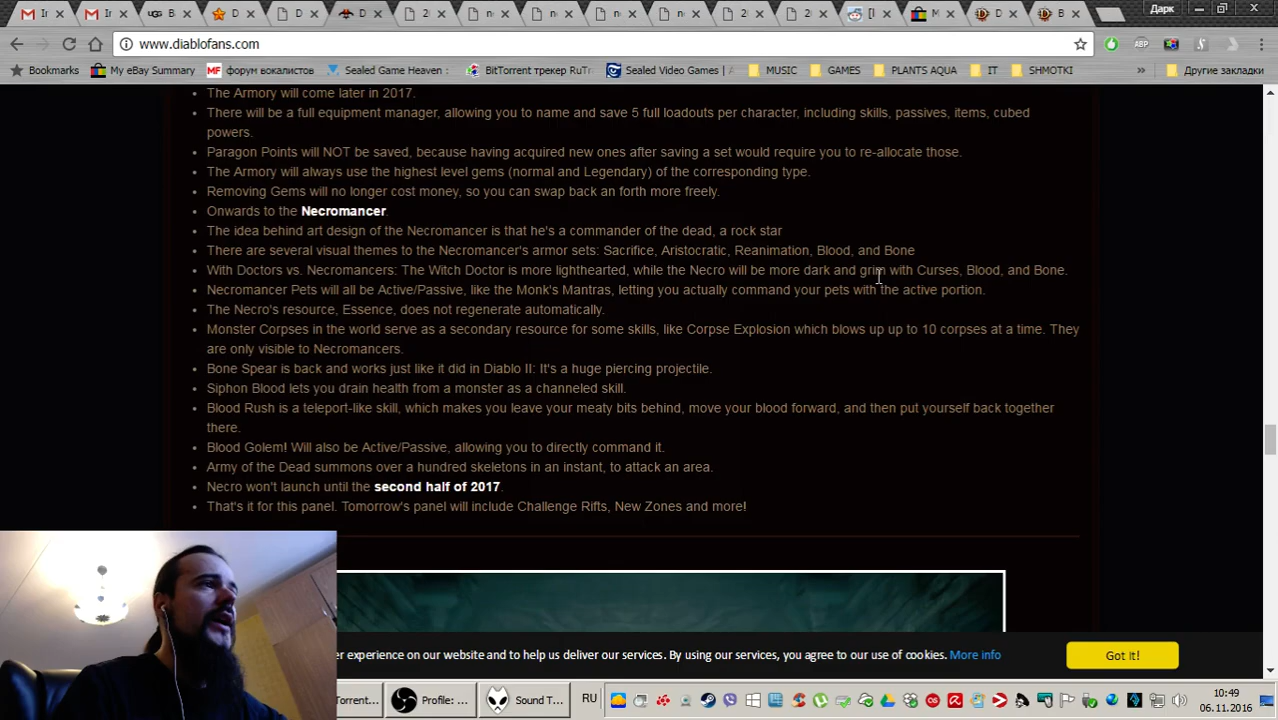 In
In
UG B
D
D
D
2
n
n
n
n
2
2
[
M
D
B
Дарк
www.diablofans.com
ABP
Bookmarks My eBay Summary MF форум вокалистов Sealed Game Heaven : BitTorrent трекер RuTr Sealed Video Games | A MUSIC GAMES PLANTS AQUA IT SHMOTKI » Другие закладки
• The Armory will come later in 2017.
• There will be a full equipment manager, allowing you to name and save 5 full loadouts per character, including skills, passives, items, cubed
powers.
• Paragon Points will NOT be saved, because having acquired new ones after saving a set would require you to re-allocate those.
• The Armory will always use the highest level gems (normal and Legendary) of the corresponding type.
• Removing Gems will no longer cost money, so you can swap back an forth more freely.
• Onwards to the Necromancer.
• The idea behind art design of the Necromancer is that he's a commander of the dead, a rock star
• There are several visual themes to the Necromancer's armor sets: Sacrifice, Aristocratic, Reanimation, Blood, and Bone
• With Doctors vs. Necromancers: The Witch Doctor is more lighthearted, while the Necro will be more dark and grim with Curses, Blood, and Bone.
• Necromancer Pets will all be Active/Passive, like the Monk's Mantras, letting you actually command your pets with the active portion.
• The Necro's resource, Essence, does not regenerate automatically.
• Monster Corpses in the world serve as a secondary resource for some skills, like Corpse Explosion which blows up up to 10 corpses at a time. They
are only visible to Necromancers.
• Bone Spear is back and works just like it did in Diablo II: It's a huge piercing projectile.
• Siphon Blood lets you drain health from a monster as a channeled skill.
• Blood Rush is a teleport-like skill, which makes you leave your meaty bits behind, move your blood forward, and then put yourself back together
there.
• Blood Golem! Will also be Active/Passive, allowing you to directly command it.
• Army of the Dead summons over a hundred skeletons in an instant, to attack an area.
• Necro won't launch until the second half of 2017.
• That's it for this panel. Tomorrow's panel will include Challenge Rifts, New Zones and more!
er experience on our website and to help us deliver our services. By using our services, you agree to our use of cookies. More info
Got it!
Torrent... Profile: ... Sound T... RU
10:49
06.11.2016